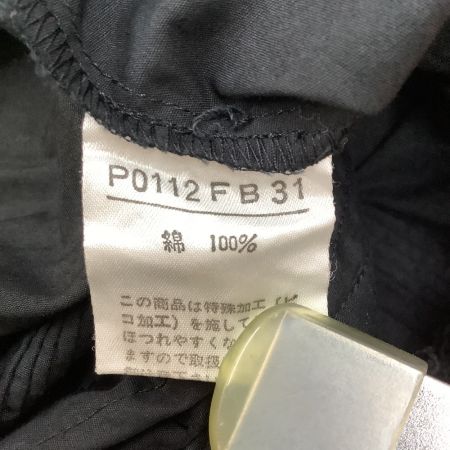 P0112FB31
綿 100%
この商品は特殊加工(ピ
コ加工)を施して
ほつれやすくな
ますので取扱